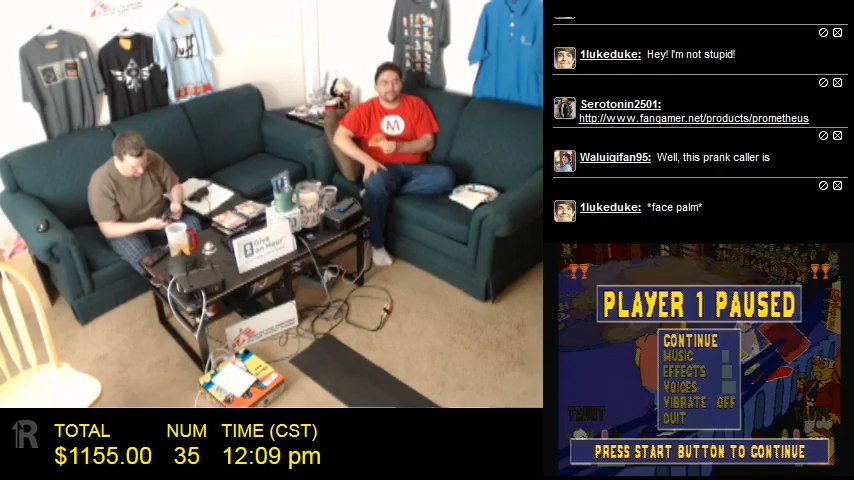 Duff
M
Give
an Hour
1lukeduke: Hey! I'm not stupid!
Serotonin2501:
http://www.fangamer.net/products/prometheus
Waluigifan95: Well, this prank caller is
1lukeduke: *face palm*
PLAYER 1 PAUSED
CONTINUE
MUSIC
EFFECTS
VOICES
VIBRATE OFF
QUIT
TAUNT
PRESS START BUTTON TO CONTINUE
R
TOTAL NUM TIME (CST)
$1155.00 35 12:09 pm